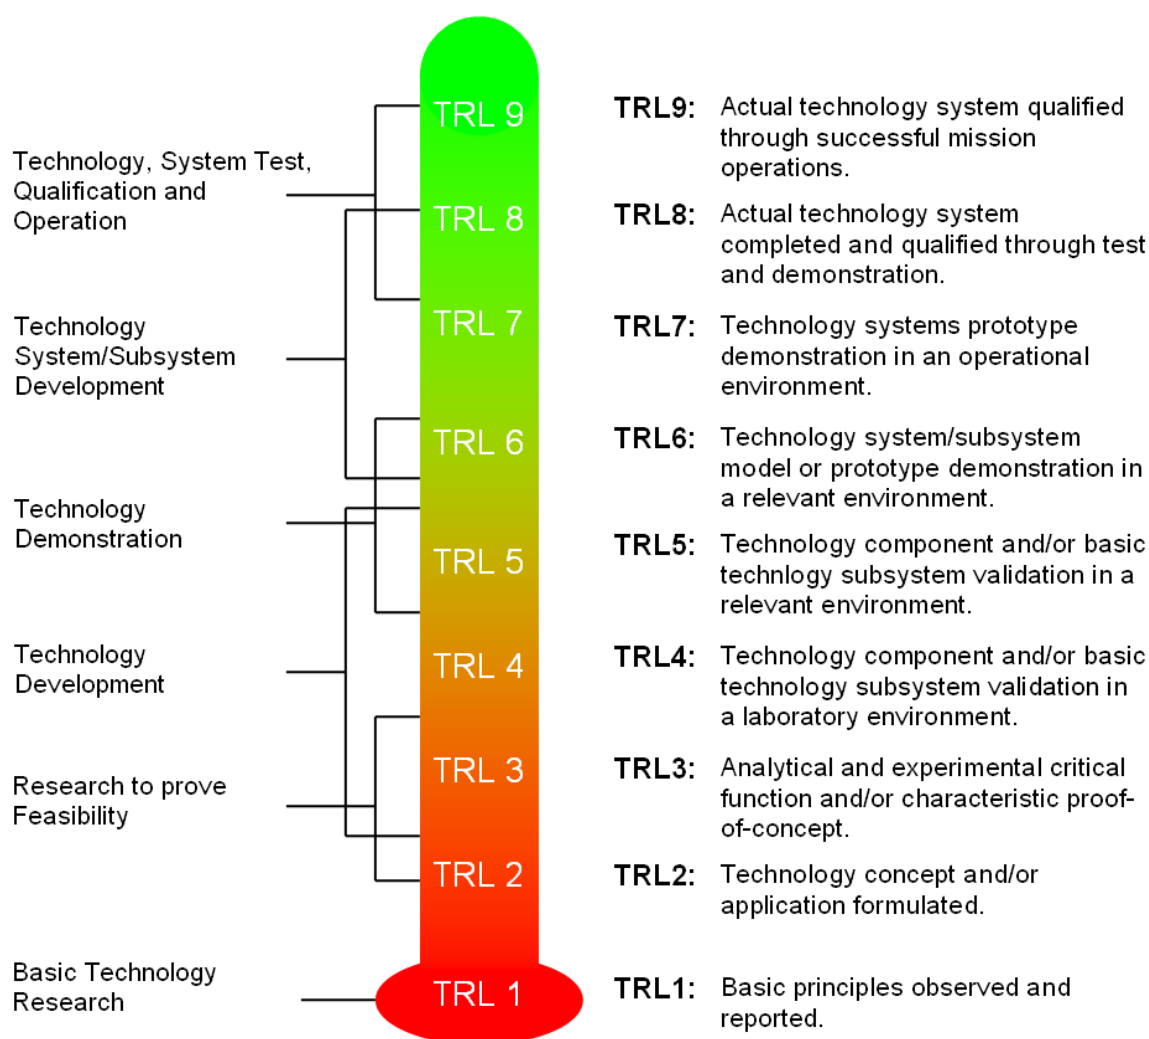 Technology, System Test,
Qualification and
Operation
Technology
System/Subsystem
Development
Technology
Demonstration
Technology
Development
Research to prove
Feasibility
Basic Technology
Research
TRL 9
TRL 8
TRL 7
TRL 6
TRL 5
TRL 4
TRL 3
TRL 2
TRL 1
TRL9: Actual technology system qualified
through successful mission
operations.
TRL8: Actual technology system
completed and qualified through test
and demonstration.
TRL7: Technology systems prototype
demonstration in an operational
environment.
TRL6: Technology system/subsystem
model or prototype demonstration in
a relevant environment.
TRL5: Technology component and/or basic
technlogy subsystem validation in a
relevant environment.
TRL4: Technology component and/or basic
technology subsystem validation in
a laboratory environment.
TRL3: Analytical and experimental critical
function and/or characteristic proof-
of-concept.
TRL2: Technology concept and/or
application formulated.
TRL1: Basic principles observed and
reported.